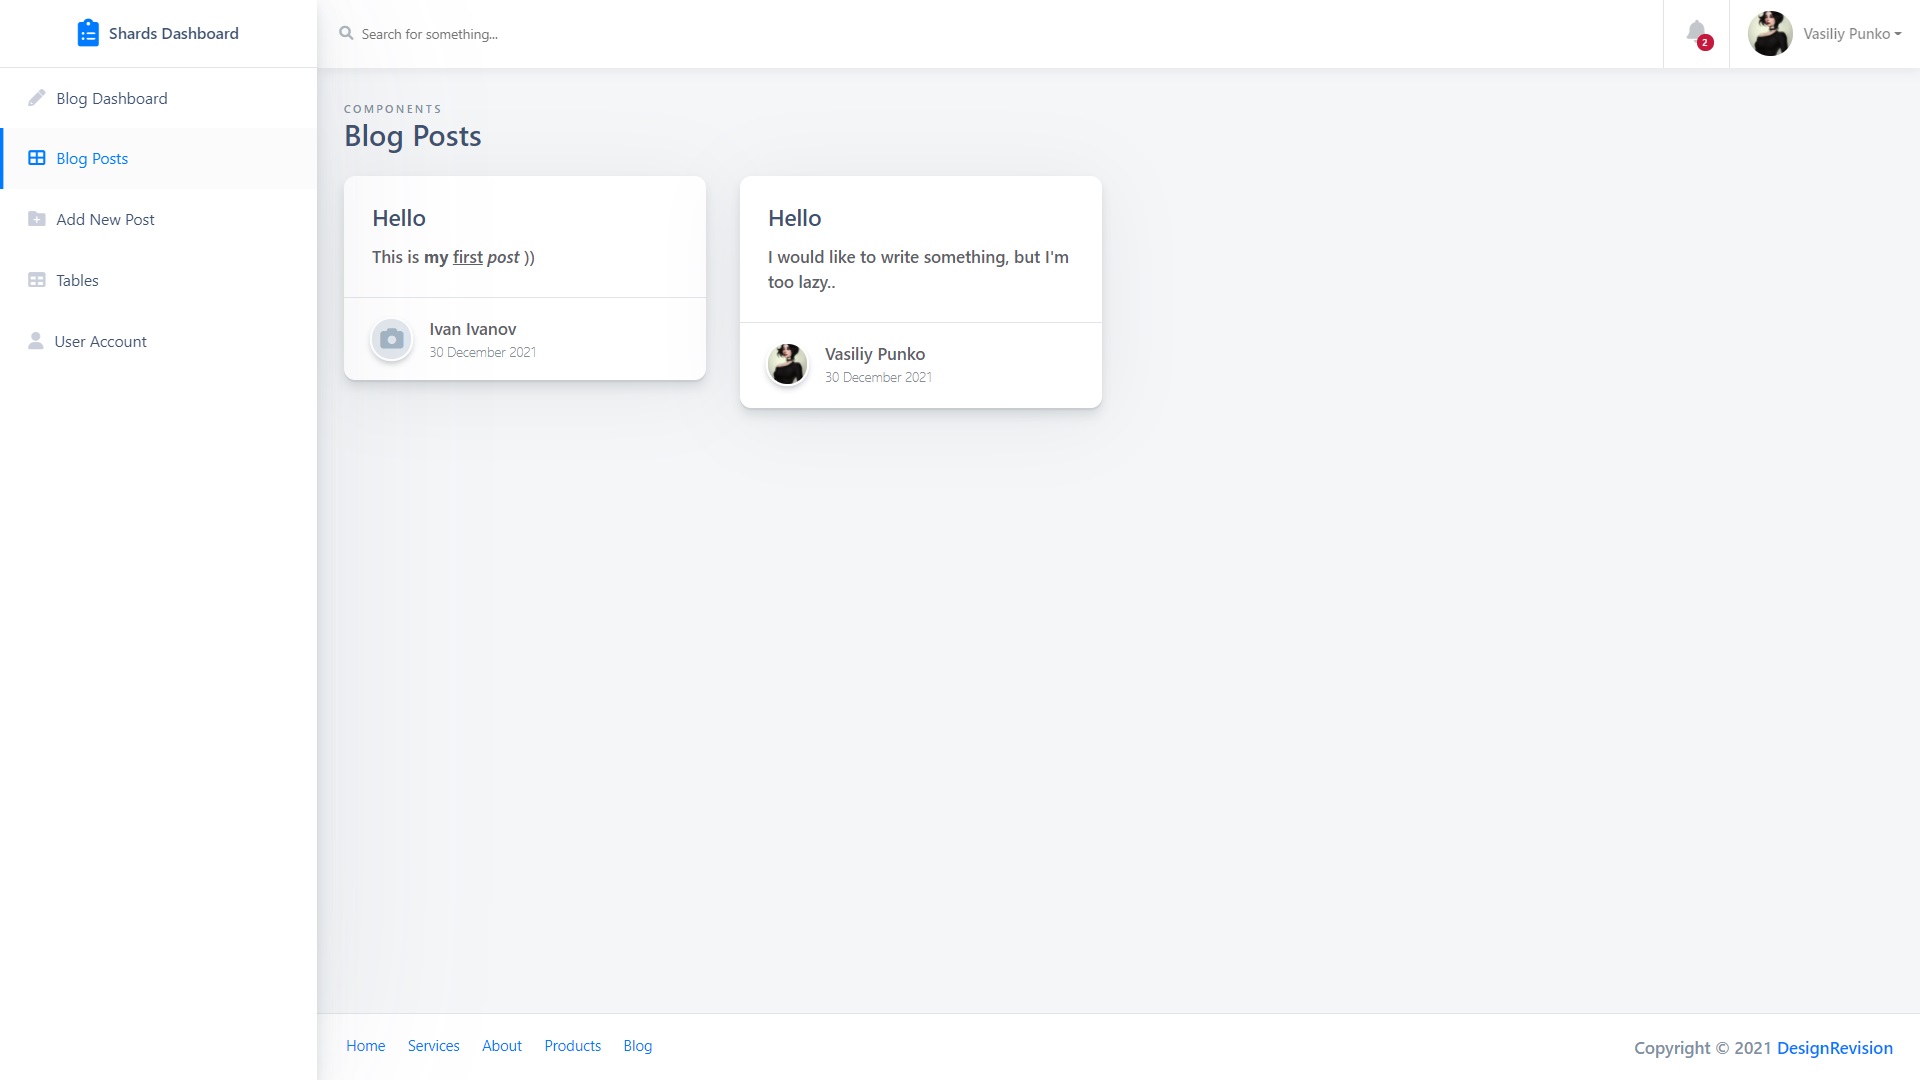 Shards Dashboard
Search for something...
2
Vasiliy Punko
Blog Dashboard
Blog Posts
Add New Post
Tables
User Account
COMPONENTS
Blog Posts
Hello
This is my first post ))
Ivan Ivanov
30 December 2021
Hello
I would like to write something, but I'm
too lazy..
Vasiliy Punko
30 December 2021
Home Services About Products Blog
Copyright © 2021 DesignRevision